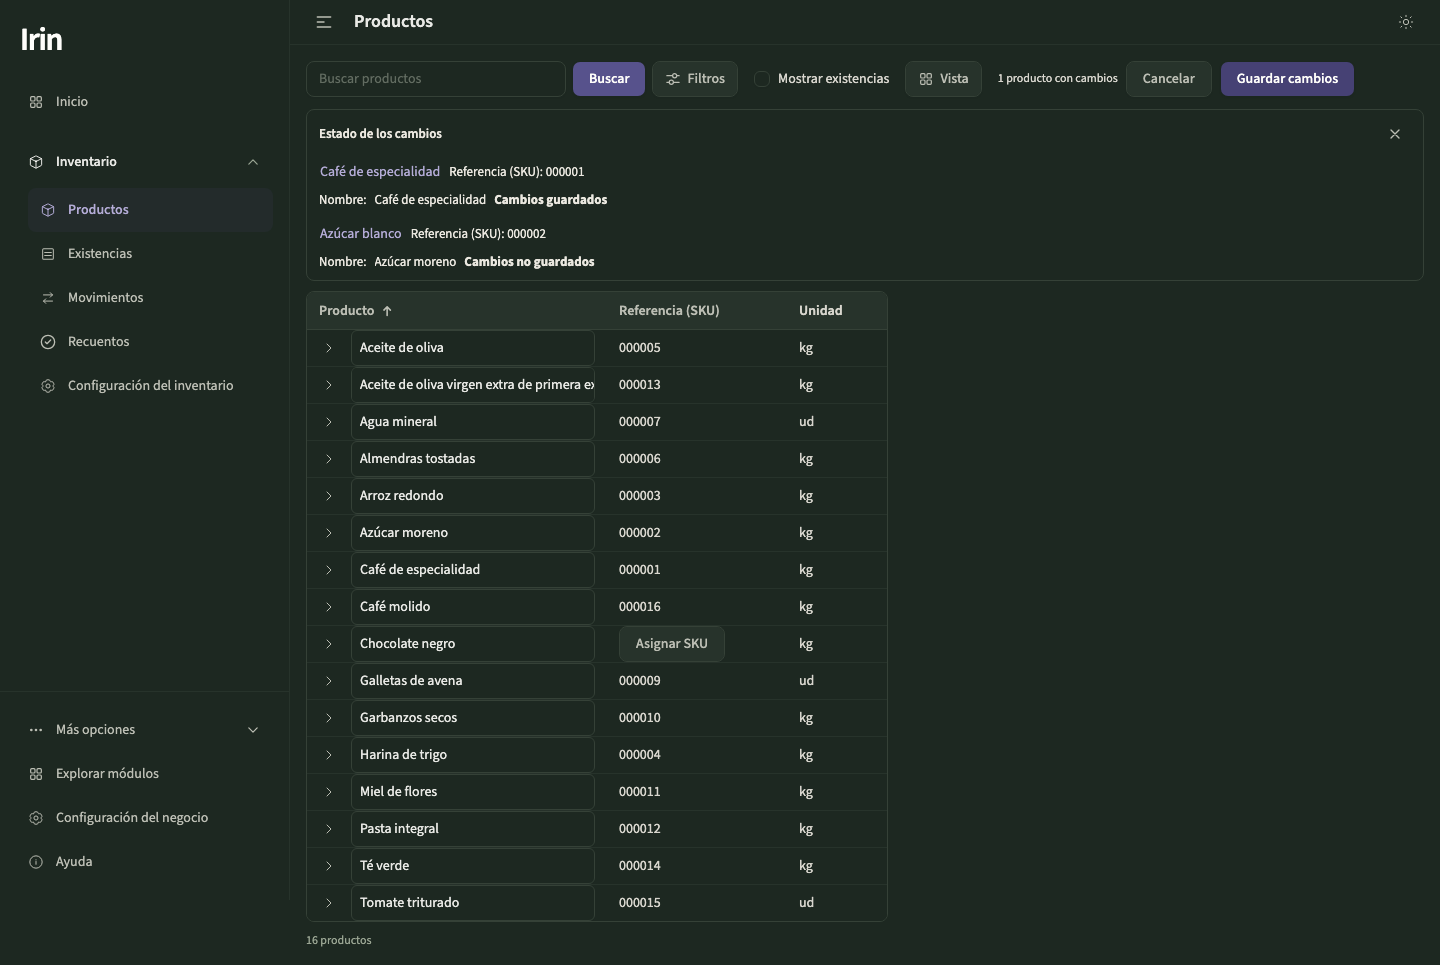 Irin
Productos
Inicio
Inventario
Productos
Existencias
Movimientos
Recuentos
Configuración del inventario
Más opciones
Explorar módulos
Configuración del negocio
Ayuda
Buscar productos Buscar Filtros Mostrar existencias Vista 1 producto con cambios Cancelar Guardar cambios
Estado de los cambios
Café de especialidad Referencia (SKU): 000001
Nombre: Café de especialidad Cambios guardados
Azúcar blanco Referencia (SKU): 000002
Nombre: Azúcar moreno Cambios no guardados
Producto Referencia (SKU) Unidad
Aceite de oliva 000005 kg
Aceite de oliva virgen extra de primera ex 000013 kg
Agua mineral 000007 ud
Almendras tostadas 000006 kg
Arroz redondo 000003 kg
Azúcar moreno 000002 kg
Café de especialidad 000001 kg
Café molido 000016 kg
Chocolate negro Asignar SKU kg
Galletas de avena 000009 ud
Garbanzos secos 000010 kg
Harina de trigo 000004 kg
Miel de flores 000011 kg
Pasta integral 000012 kg
Té verde 000014 kg
Tomate triturado 000015 ud
16 productos